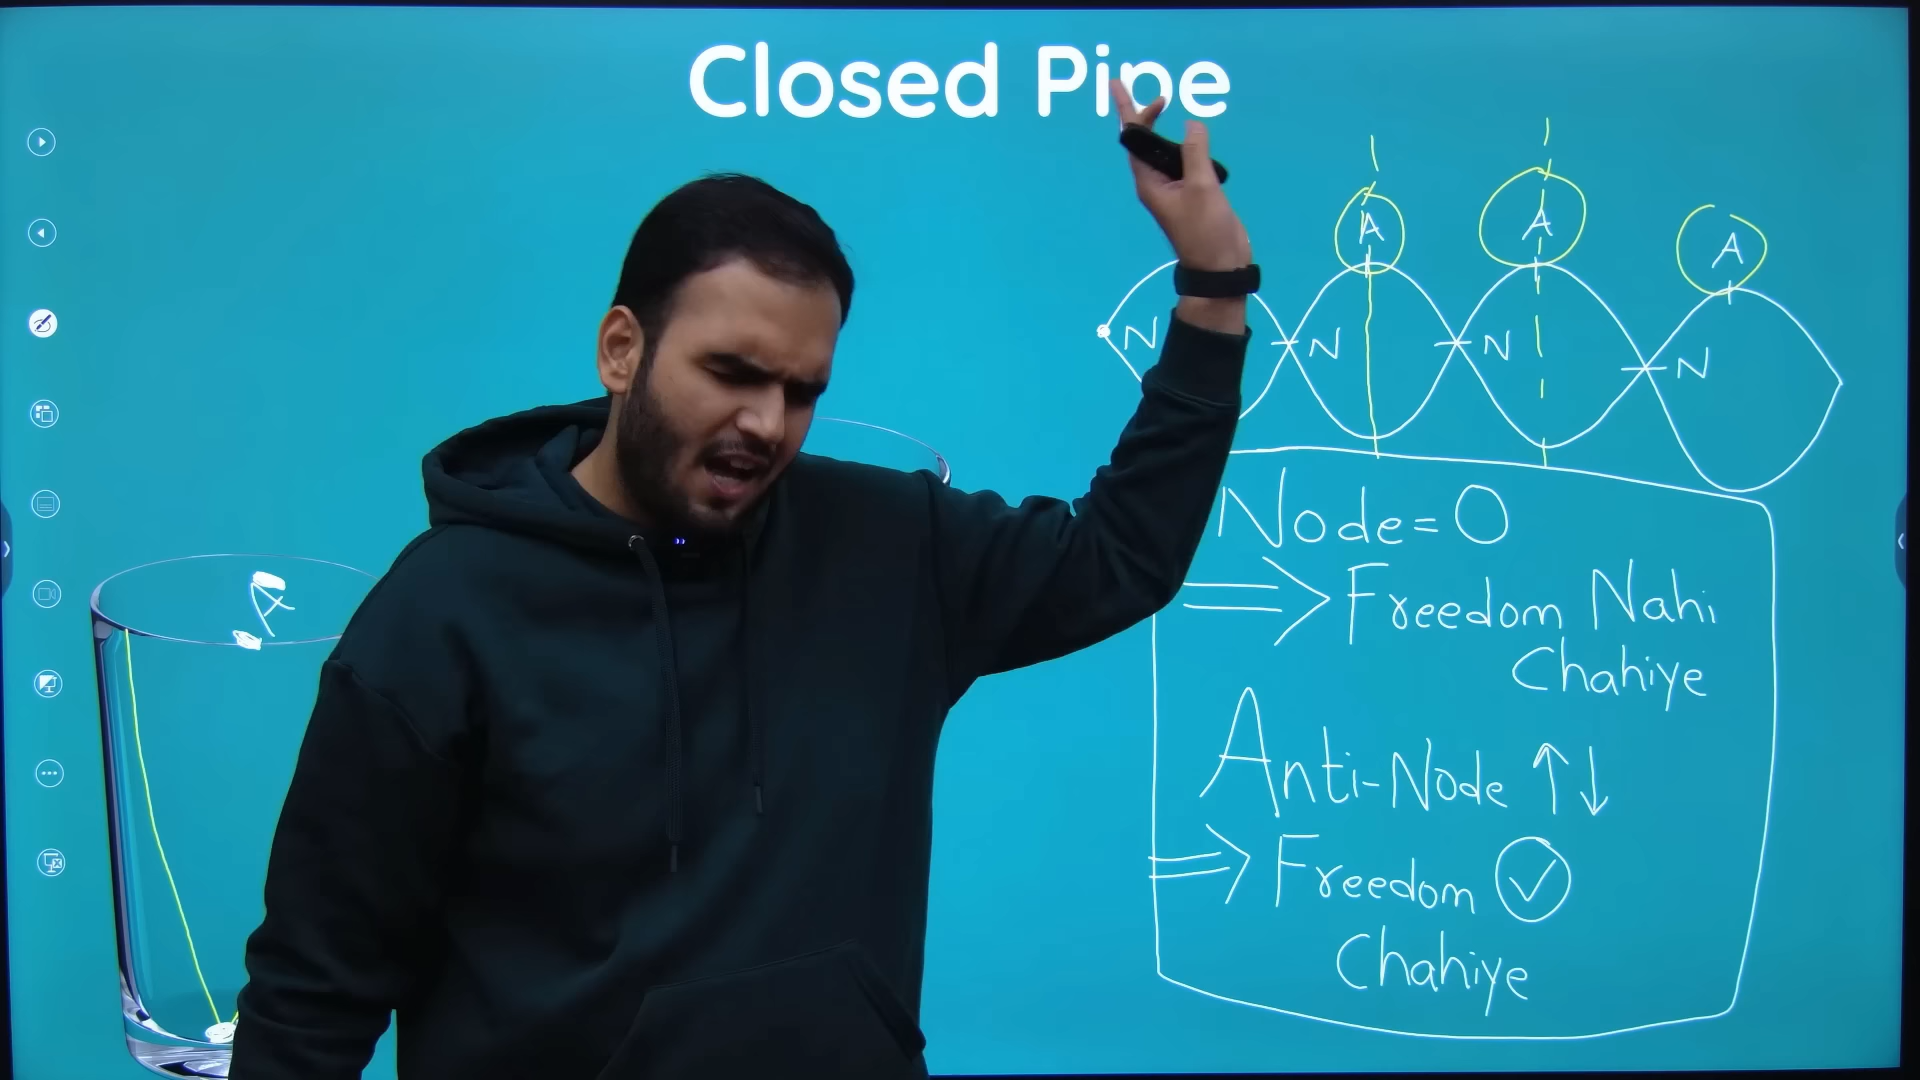 Closed Pipe
A A A
N N N N
Node = 0
⇒ Freedom Nahi
Chahiye
Anti-Node ↑↓
⇒ Freedom ✓
Chahiye
A